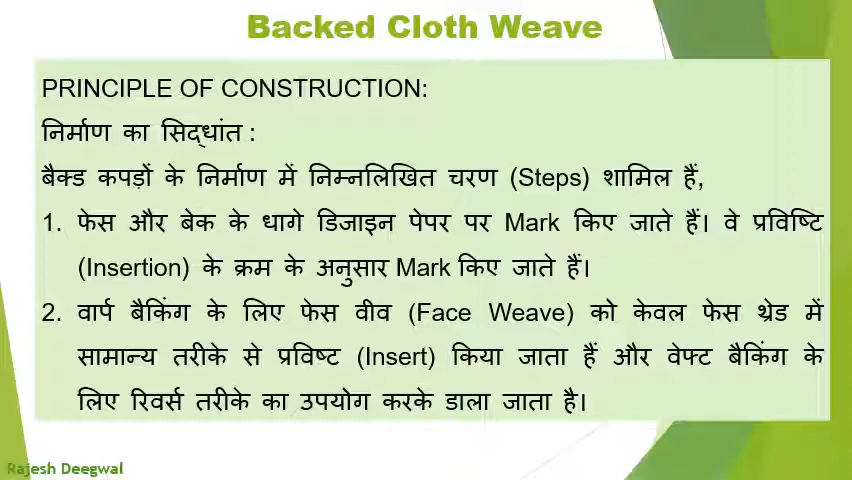 Backed Cloth Weave
PRINCIPLE OF CONSTRUCTION:
निर्माण का सिद्धांत :
बैक्ड कपड़ों के निर्माण में निम्नलिखित चरण (Steps) शामिल हैं,
1. फेस और बेक के धागे डिजाइन पेपर पर Mark किए जाते हैं। वे प्रविष्टि
(Insertion) के क्रम के अनुसार Mark किए जाते हैं।
2. वार्प बैकिंग के लिए फेस वीव (Face Weave) को केवल फेस थ्रेड में
सामान्य तरीके से प्रविष्ट (Insert) किया जाता हैं और वेफ्ट बैकिंग के
लिए रिवर्स तरीके का उपयोग करके डाला जाता है।
Rajesh Deegwal